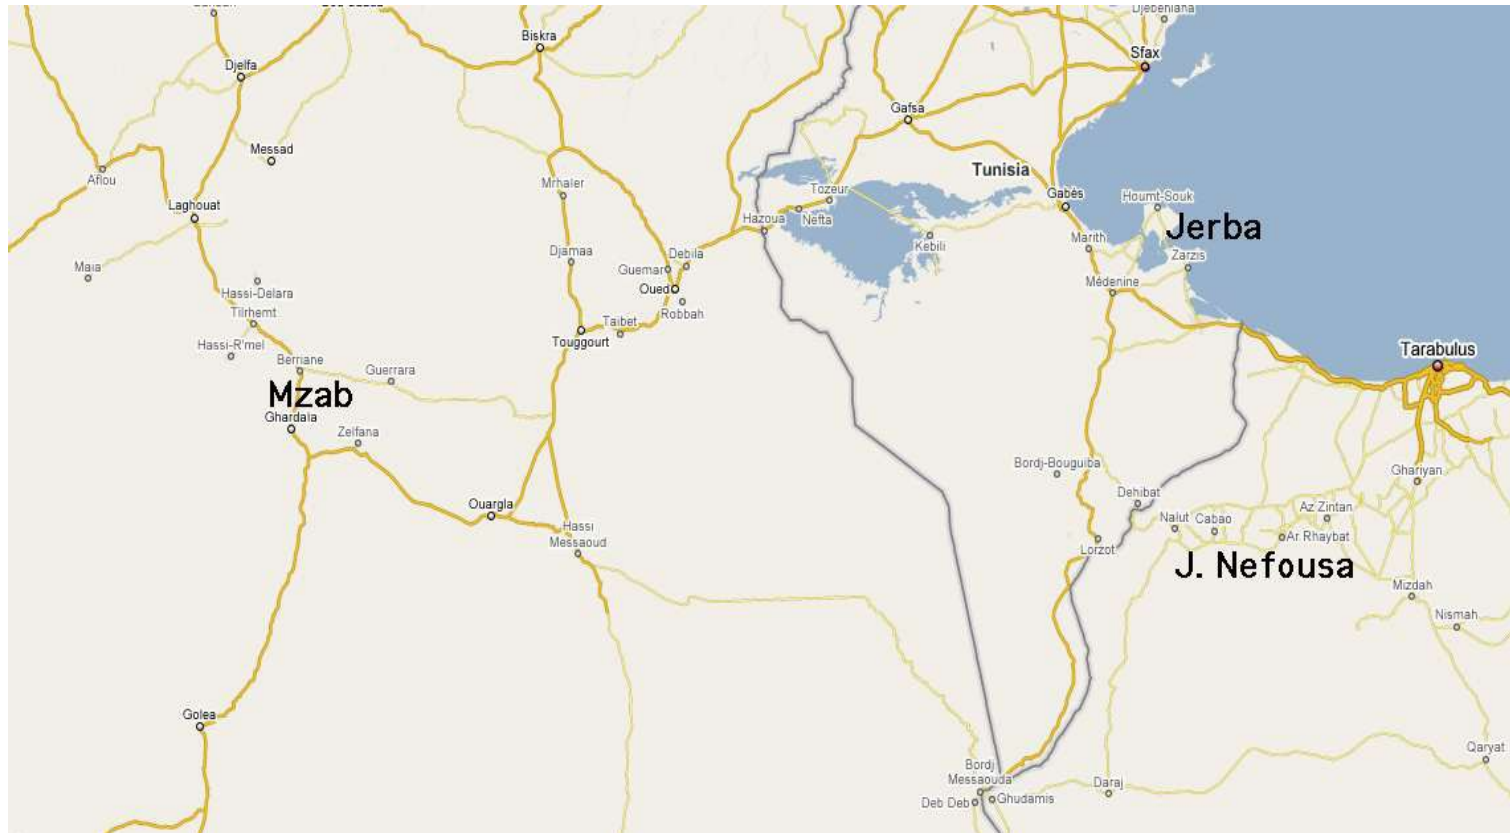 Djebeniana
Biskra
Sfax
Djelfa
Gafsa
Messad
Tunisia
Aflou
Mrhaier
Tozeur
Gabès
Houmt-Souk
Laghouat
Hazoua
Nefta
Jerba
Kebili
Marith
Djamaa
Debila
Zarzis
Maia
Guemar
Hassi-Delara
Oued
Médenine
Tilrhemt
Robbah
Taibet
Hassi-R'mel
Touggourt
Tarabulus
Berriane
Guerrara
Mzab
Ghardaia
Zelfana
Bordj-Bouguiba
Ghariyan
Dehibat
Ouargla
Az Zintan
Nalut
Cabao
Hassi
Messaoud
Ar Rhaybat
Lorzot
J. Nefousa
Mizdah
Nismah
Golea
Qaryat
Bordj
Messaouda
Daraj
Deb Deb
Ghudamis